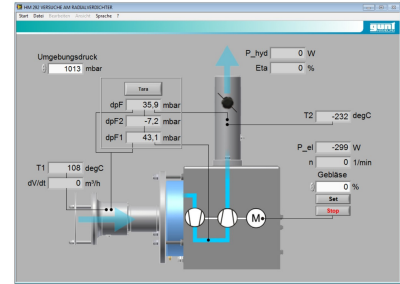 HM 292 VERSUCHE AM RADIALVERDICHTER
Start Datei Bearbeiten Ansicht Sprache ?
gunt
Umgebungsdruck
1013 mbar
P_hyd 0 W
Eta 0 %
Tara
dpF 35,9 mbar
dpF2 -7,2 mbar
dpF1 43,1 mbar
T2 -232 degC
T1 108 degC
dV/dt 0 m³/h
P_el -299 W
n 0 1/min
Gebläse
0 %
Set
Stop
M